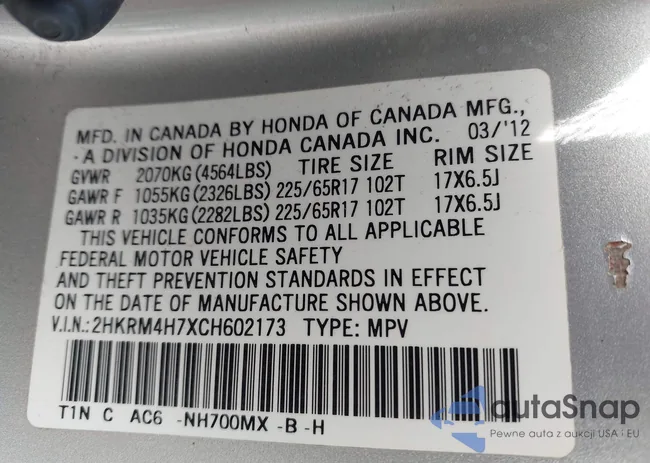 MFD. IN CANADA BY HONDA OF CANADA MFG.,
A DIVISION OF HONDA CANADA INC. 03/'12
GVWR 2070KG (4564LBS) TIRE SIZE RIM SIZE
GAWR F 1055KG (2326LBS) 225/65R17 102T 17X6.5J
GAWR R 1035KG (2282LBS) 225/65R17 102T 17X6.5J
THIS VEHICLE CONFORMS TO ALL APPLICABLE
FEDERAL MOTOR VEHICLE SAFETY
AND THEFT PREVENTION STANDARDS IN EFFECT
ON THE DATE OF MANUFACTURE SHOWN ABOVE.
V.I.N.: 2HKRM4H7XCH602173 TYPE: MPV
T1N C AC6 -NH700MX -B -H
autaSnap
Pewne auta z aukcji USA i EU